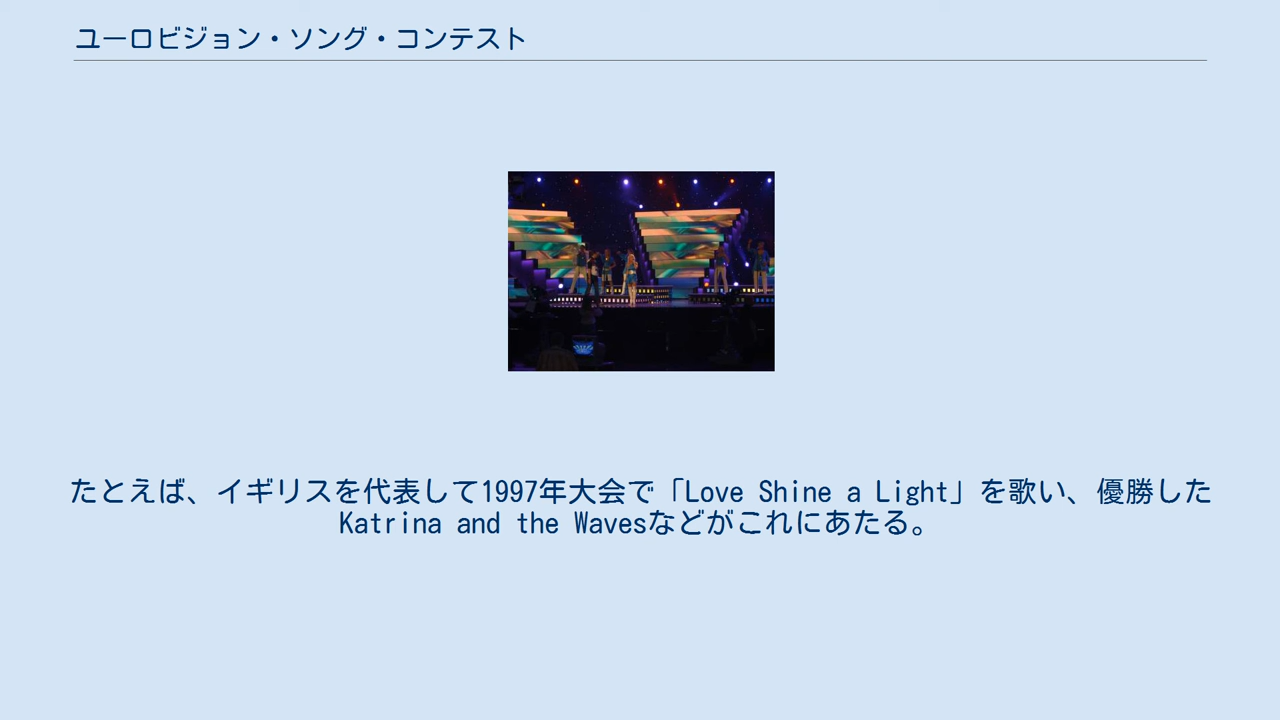 ユーロビジョン・ソング・コンテスト
たとえば、イギリスを代表して1997年大会で「Love Shine a Light」を歌い、優勝した
Katrina and the Wavesなどがこれにあたる。